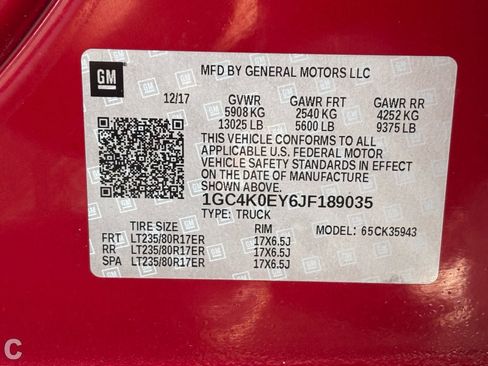 GM
MFD BY GENERAL MOTORS LLC
12/17 GVWR GAWR FRT GAWR RR
5908 KG 2540 KG 4252 KG
13025 LB 5600 LB 9375 LB
THIS VEHICLE CONFORMS TO ALL
APPLICABLE U.S. FEDERAL MOTOR
VEHICLE SAFETY STANDARDS IN EFFECT
ON THE DATE OF MANUFACTURE
SHOWN ABOVE.
1GC4K0EY6JF189035
TYPE: TRUCK
TIRE SIZE RIM MODEL: 65CK35943
FRT LT235/80R17ER 17X6.5J
RR LT235/80R17ER 17X6.5J
SPA LT235/80R17ER 17X6.5J
C